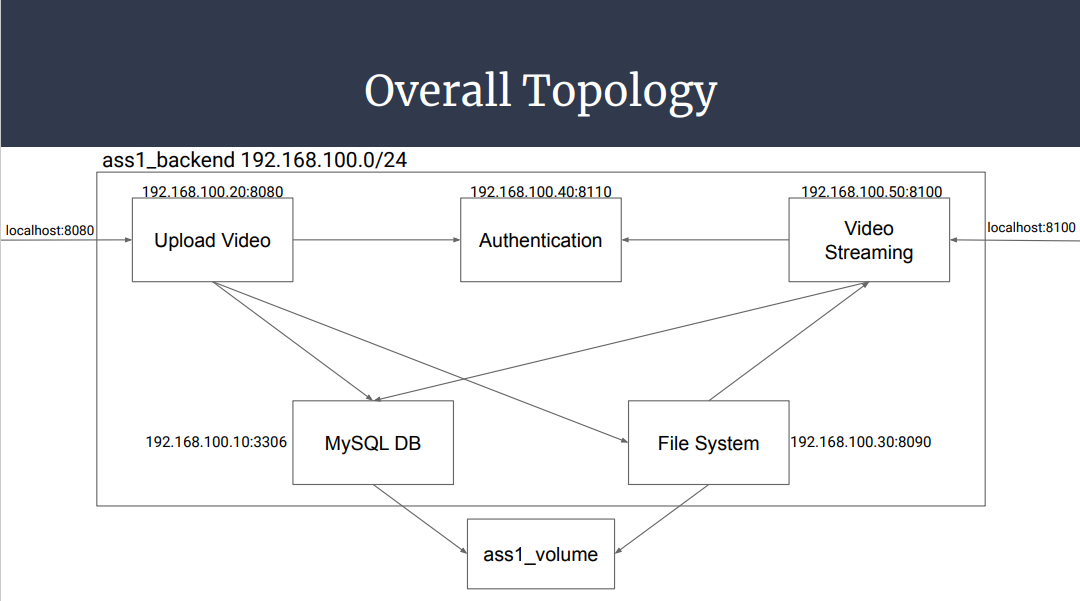 Overall Topology
ass1_backend 192.168.100.0/24
192.168.100.20:8080
192.168.100.40:8110
192.168.100.50:8100
localhost:8080
Upload Video
Authentication
Video
Streaming
localhost:8100
192.168.100.10:3306
MySQL DB
File System
192.168.100.30:8090
ass1_volume